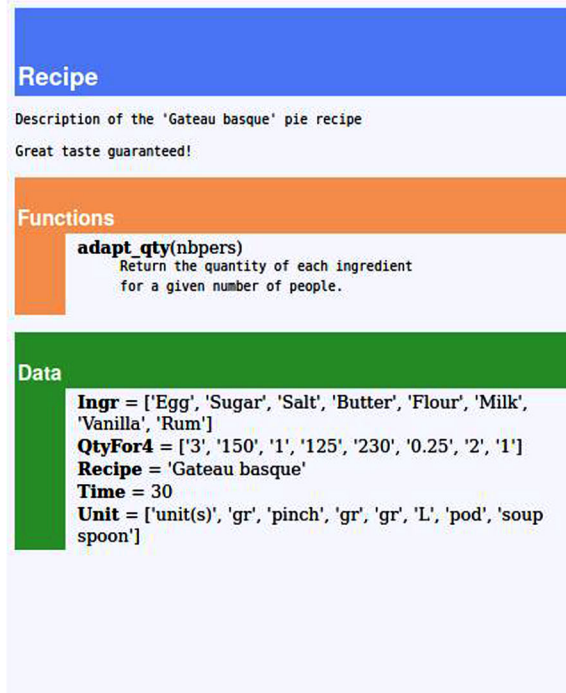 Recipe
Description of the 'Gateau basque' pie recipe
Great taste guaranteed!
Functions
adapt_qty(nbpers)
Return the quantity of each ingredient
for a given number of people.
Data
Ingr = ['Egg', 'Sugar', 'Salt', 'Butter', 'Flour', 'Milk',
'Vanilla', 'Rum']
QtyFor4 = ['3', '150', '1', '125', '230', '0.25', '2', '1']
Recipe = 'Gateau basque'
Time = 30
Unit = ['unit(s)', 'gr', 'pinch', 'gr', 'gr', 'L', 'pod', 'soup
spoon']